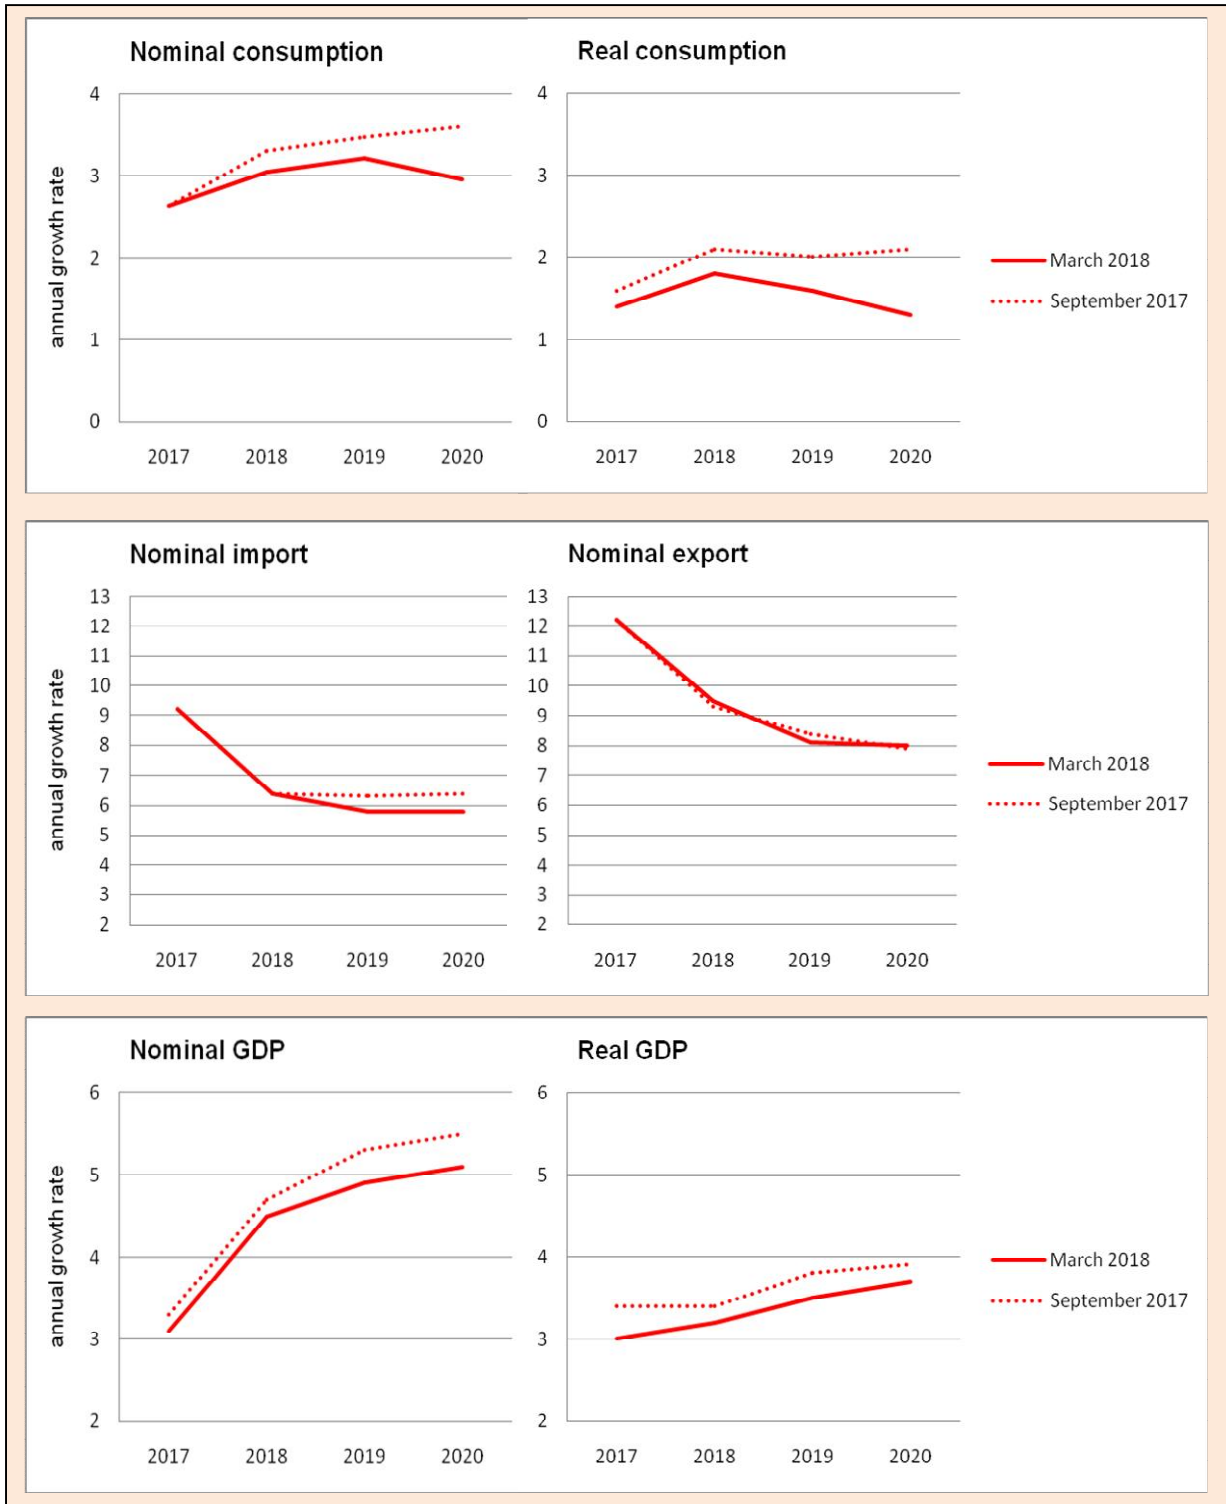 Nominal consumption
4
3
2
1
0
annual growth rate
2017 2018 2019 2020
Real consumption
4
3
2
1
0
2017 2018 2019 2020
March 2018
September 2017
Nominal import
13
12
11
10
9
8
7
6
5
4
3
2
annual growth rate
2017 2018 2019 2020
Nominal export
13
12
11
10
9
8
7
6
5
4
3
2
2017 2018 2019 2020
March 2018
September 2017
Nominal GDP
6
5
4
3
2
annual growth rate
2017 2018 2019 2020
Real GDP
6
5
4
3
2
2017 2018 2019 2020
March 2018
September 2017